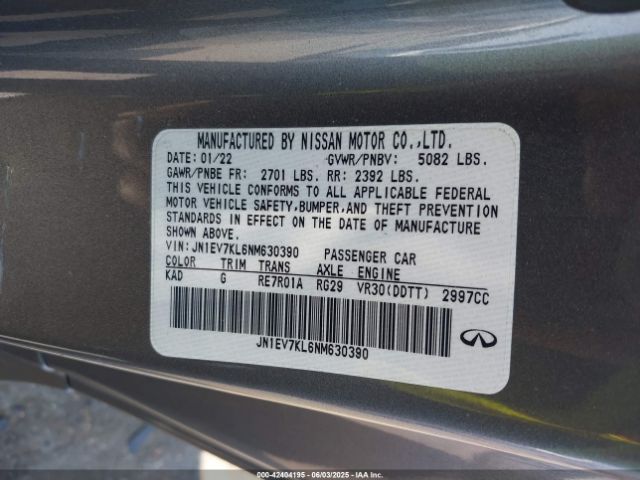 MANUFACTURED BY NISSAN MOTOR CO.,LTD.
DATE: 01/22 GVWR/PNBV: 5082 LBS.
GAWR/PNBE FR: 2701 LBS. RR: 2392 LBS.
THIS VEHICLE CONFORMS TO ALL APPLICABLE FEDERAL
MOTOR VEHICLE SAFETY,BUMPER,AND THEFT PREVENTION
STANDARDS IN EFFECT ON THE DATE OF MANUFACTURE
SHOWN ABOVE.
VIN: JN1EV7KL6NM630390 PASSENGER CAR
COLOR TRIM TRANS AXLE ENGINE
KAD G RE7R01A RG29 VR30(DDTT) 2997CC
JN1EV7KL6NM630390
000-42404195 - 06/03/2025 - IAA Inc.